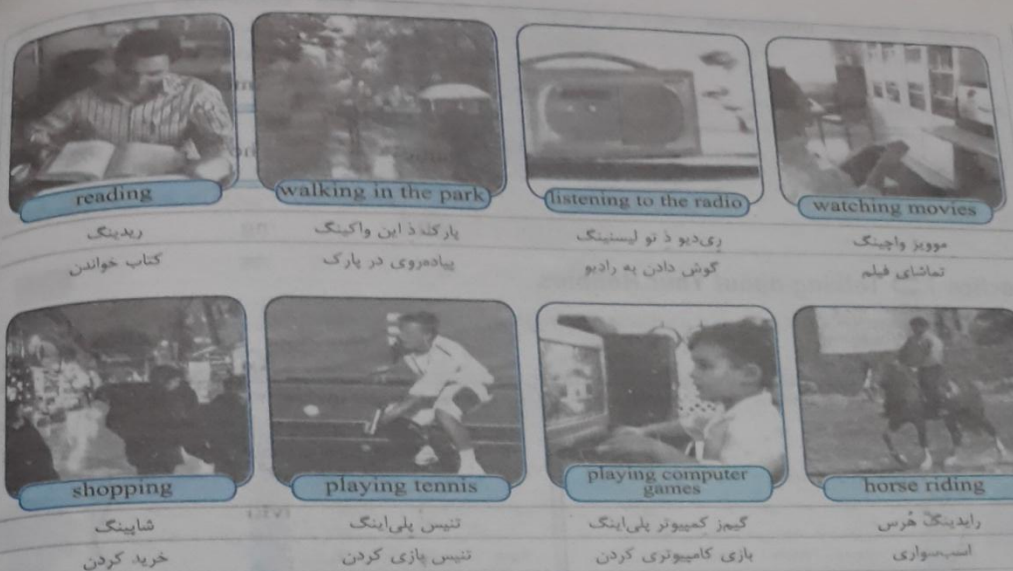 reading
walking in the park
listening to the radio
watching movies
ریدینگ
پارک ذ این واکینگ
ری‌دیو ذ تو لیسنینگ
موویز واچینگ
کتاب خواندن
پیاده‌روی در پارک
گوش دادن به رادیو
تماشای فیلم
shopping
playing tennis
playing computer
games
horse riding
شاپینگ
تنیس پلی‌اینگ
گیمز کمپیوتر پلی‌اینگ
رایدینگ هُرس
خرید کردن
تنیس بازی کردن
بازی کامپیوتری کردن
اسب‌سواری